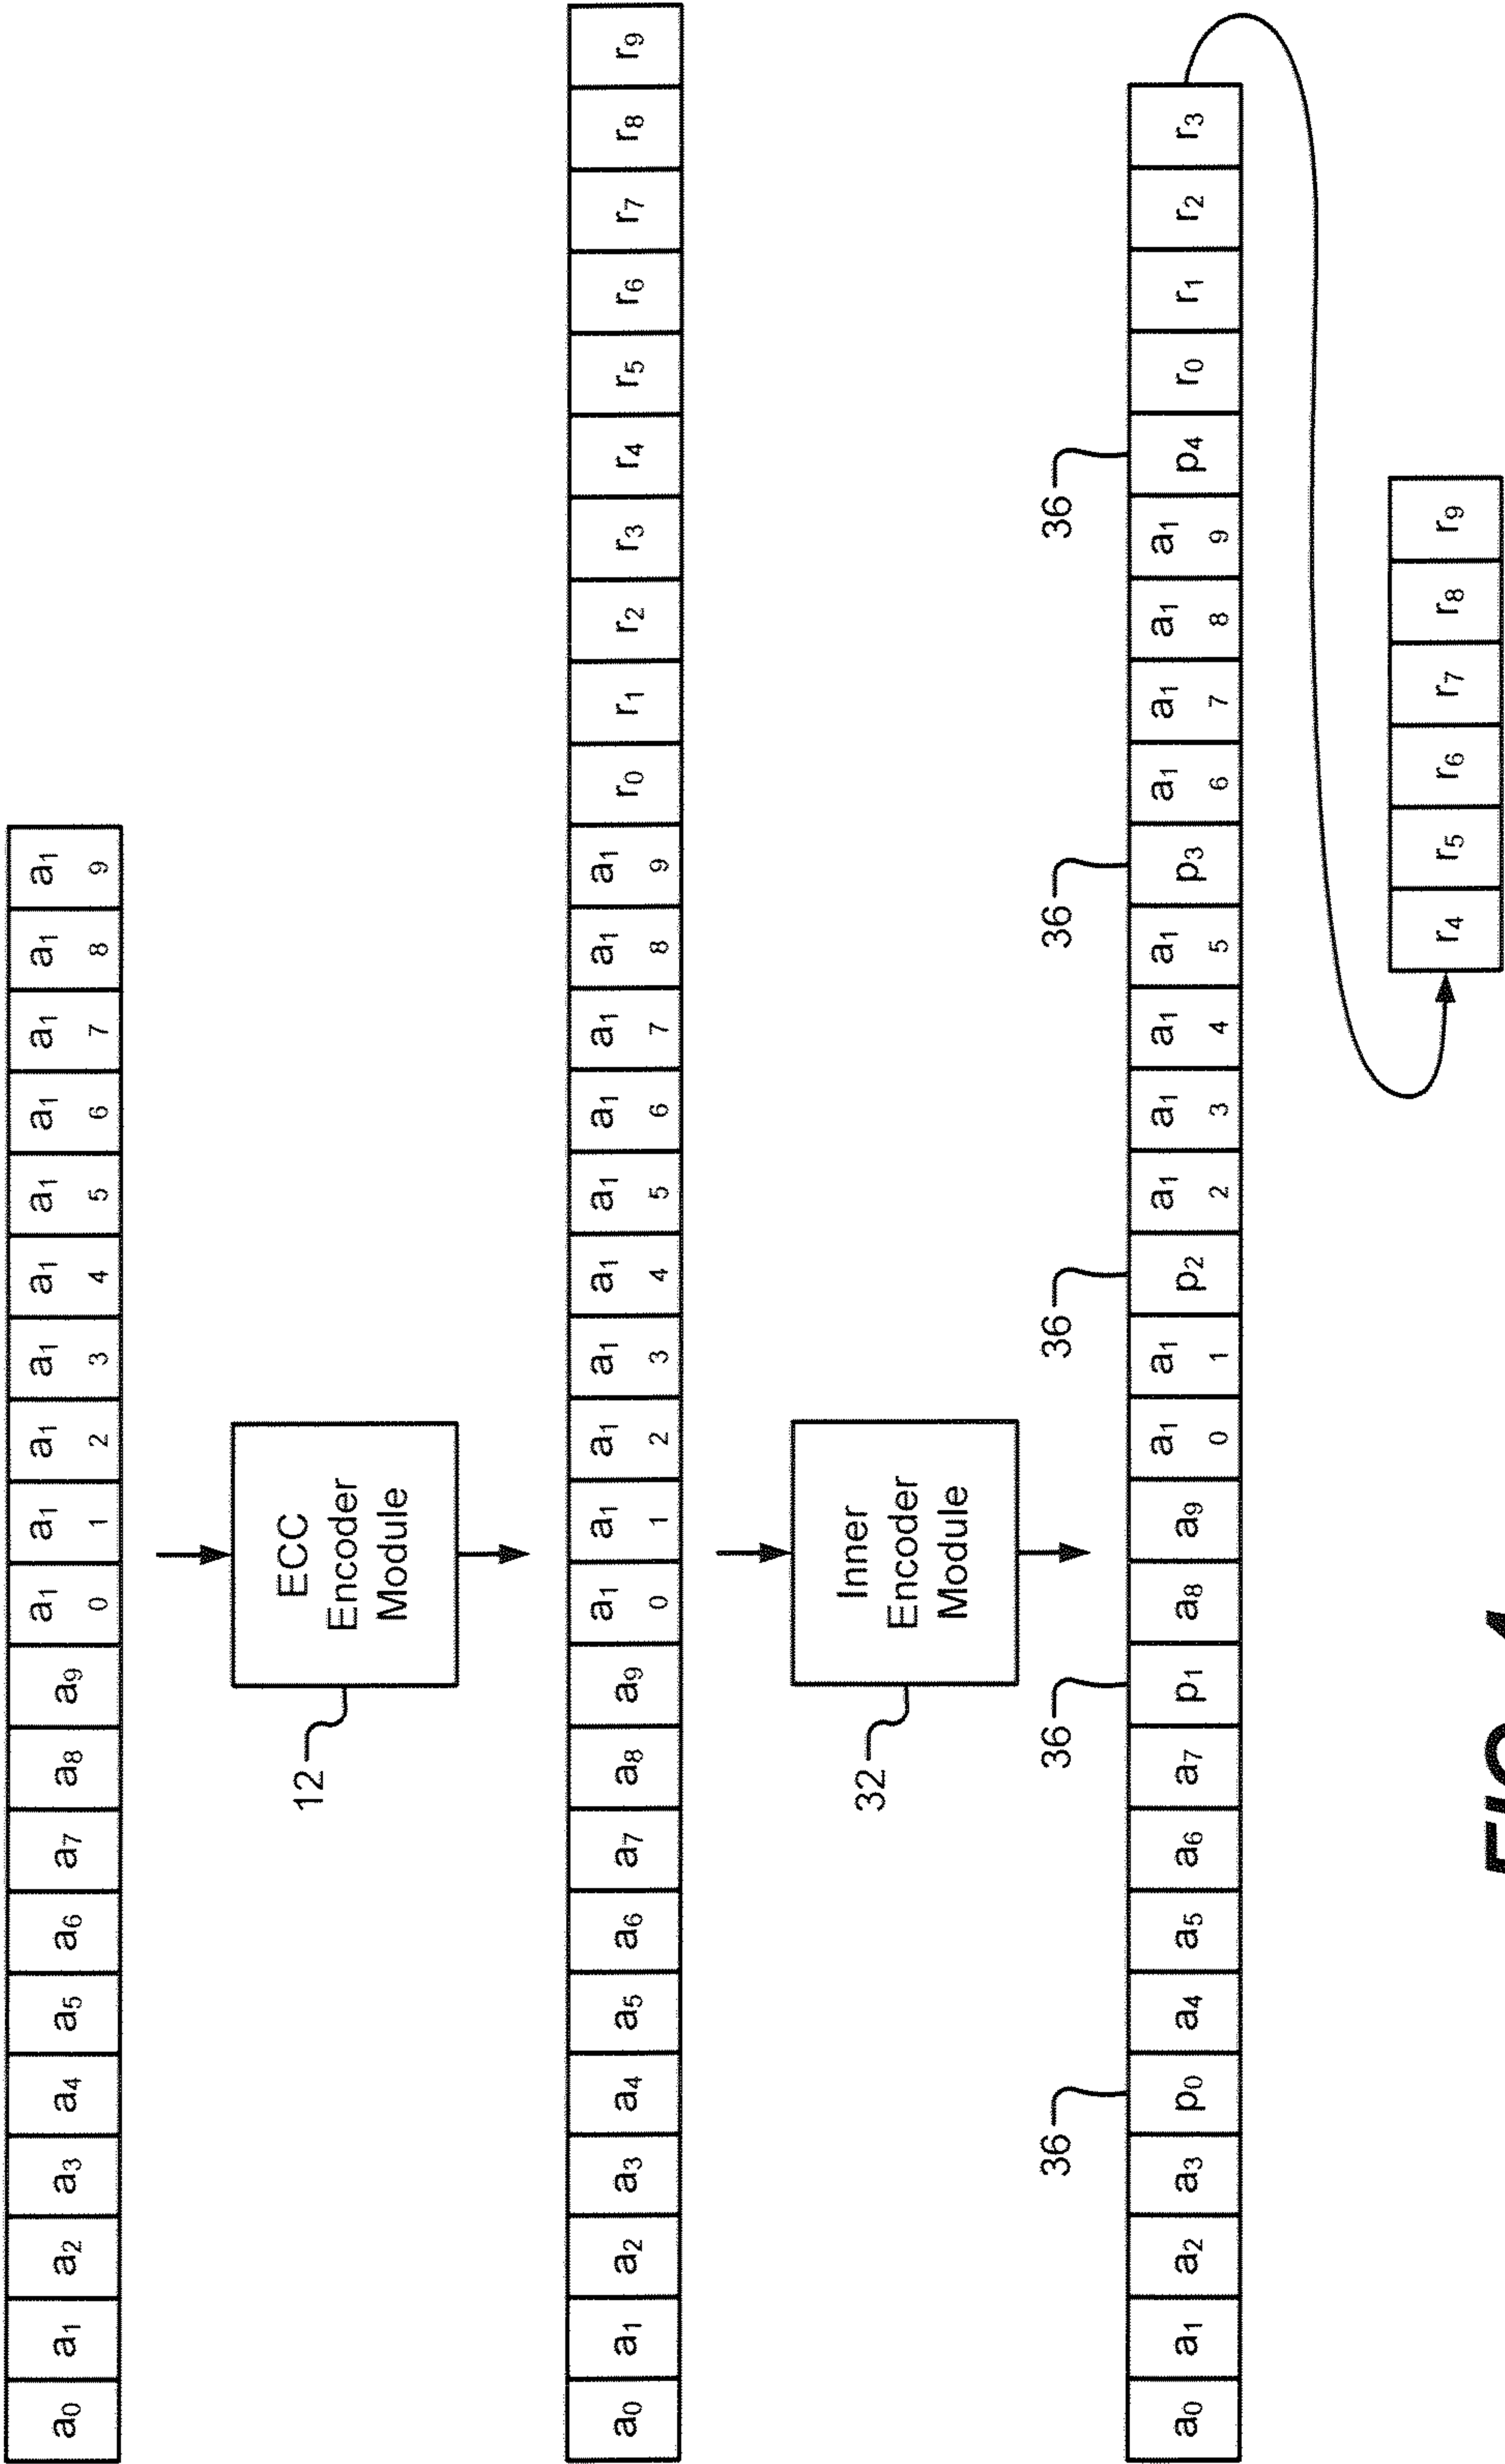 a0 a1 a2 a3 a4 a5 a6 a7 a8 a9 a10 a11 a12 a13 a14 a15 a16 a17 a18 a19
ECC
Encoder
Module
12
a0 a1 a2 a3 a4 a5 a6 a7 a8 a9 a10 a11 a12 a13 a14 a15 a16 a17 a18 a19 r0 r1 r2 r3 r4 r5 r6 r7 r8 r9
Inner
Encoder
Module
32
36 36 36 36 36
a0 a1 a2 a3 p0 a4 a5 a6 a7 p1 a8 a9 a10 a11 p2 a12 a13 a14 a15 p3 a16 a17 a18 a19 p4 r0 r1 r2 r3
r4 r5 r6 r7 r8 r9